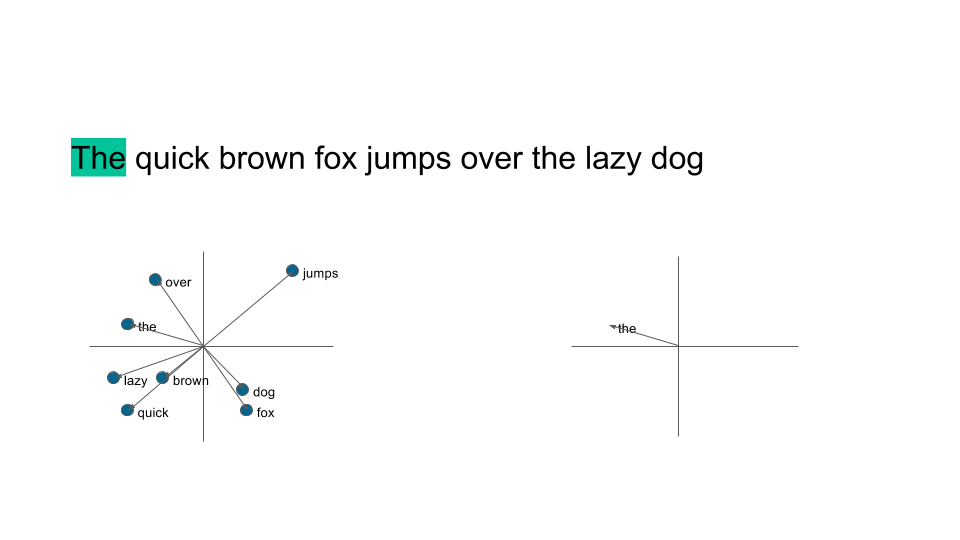 The quick brown fox jumps over the lazy dog
jumps
over
the
the
lazy
brown
dog
quick
fox